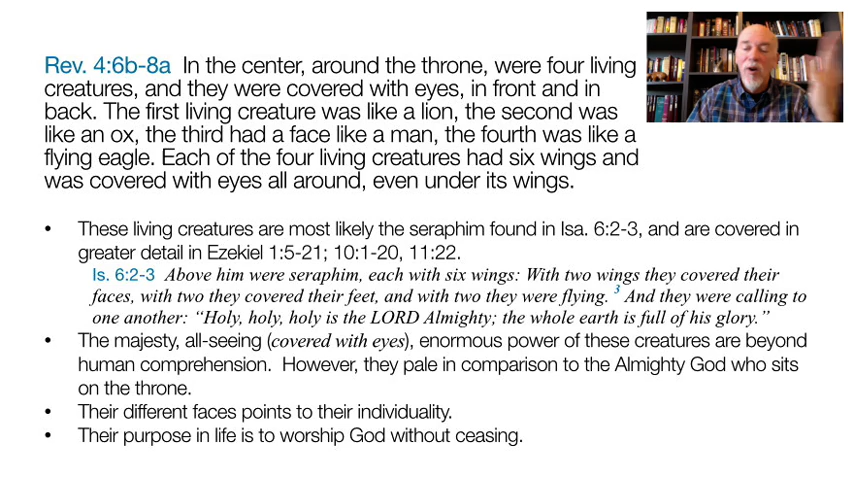 Rev. 4:6b-8a In the center, around the throne, were four living
creatures, and they were covered with eyes, in front and in
back. The first living creature was like a lion, the second was
like an ox, the third had a face like a man, the fourth was like a
flying eagle. Each of the four living creatures had six wings and
was covered with eyes all around, even under its wings.
• These living creatures are most likely the seraphim found in Isa. 6:2-3, and are covered in
greater detail in Ezekiel 1:5-21; 10:1-20, 11:22.
Is. 6:2-3 Above him were seraphim, each with six wings: With two wings they covered their
faces, with two they covered their feet, and with two they were flying. 3 And they were calling to
one another: “Holy, holy, holy is the LORD Almighty; the whole earth is full of his glory.”
• The majesty, all-seeing (covered with eyes), enormous power of these creatures are beyond
human comprehension. However, they pale in comparison to the Almighty God who sits
on the throne.
• Their different faces points to their individuality.
• Their purpose in life is to worship God without ceasing.